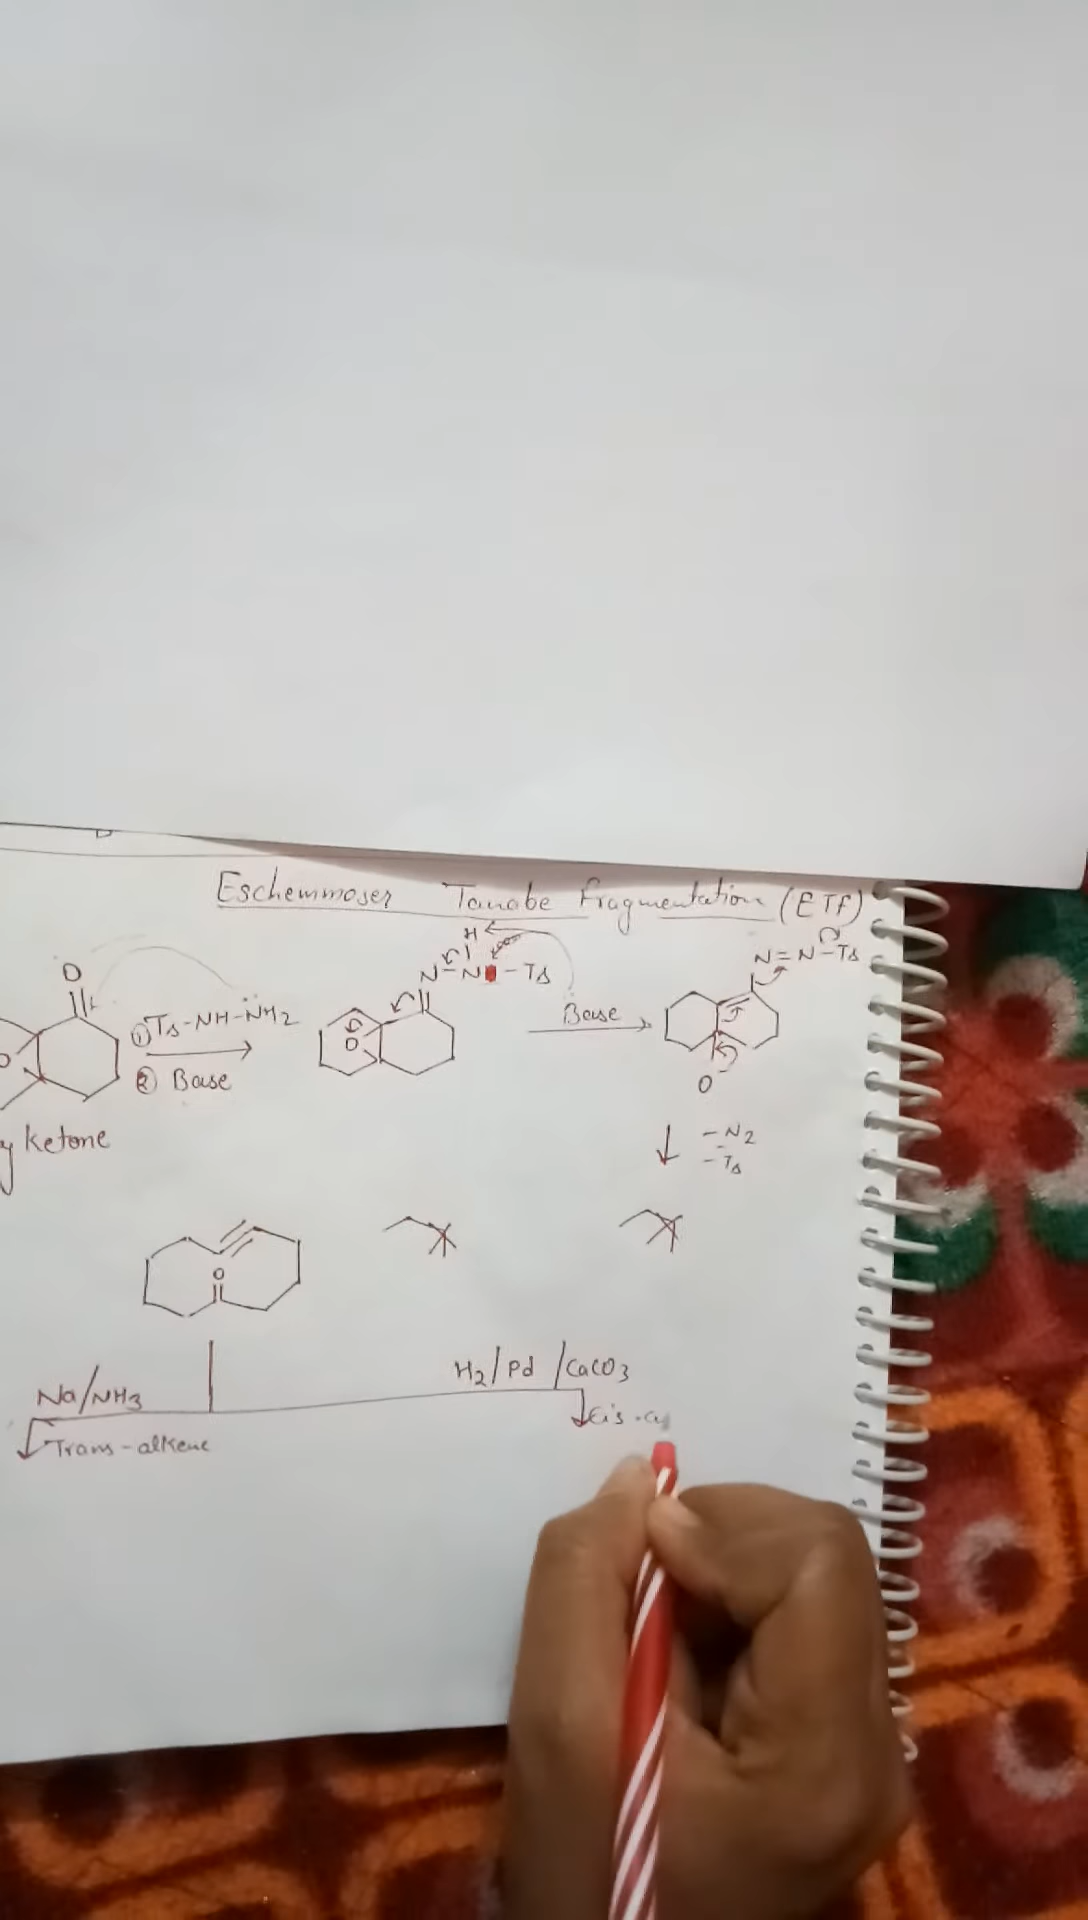 Eschemmoser Tanabe Fragmentation (ETF)
H
O
N-N-Ts
N=N-Ts
① Ts-NH-N̈H2
O
Base
O
② Base
O
ketone
-N2
-Ts
O
H2/Pd/CaCO3
Na/NH3
Cis
Trans-alkene